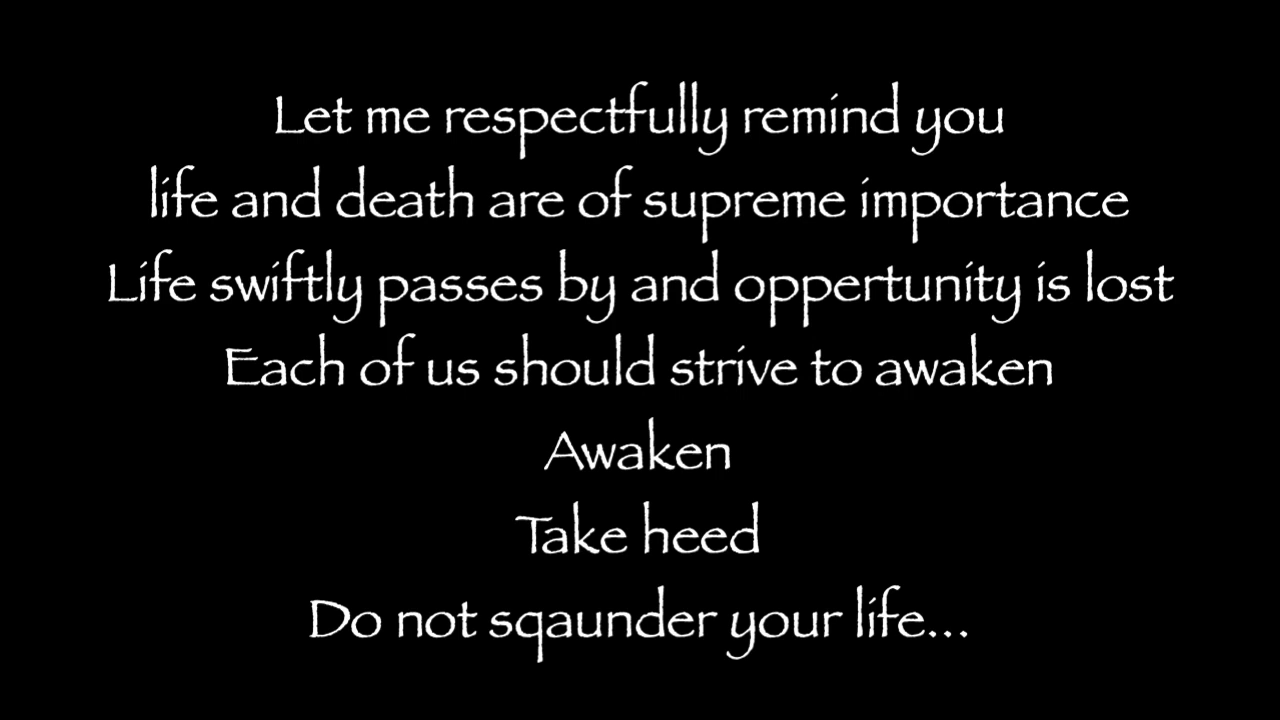 Let me respectfully remind you
life and death are of supreme importance
Life swiftly passes by and oppertunity is lost
Each of us should strive to awaken
Awaken
Take heed
Do not sqaunder your life...